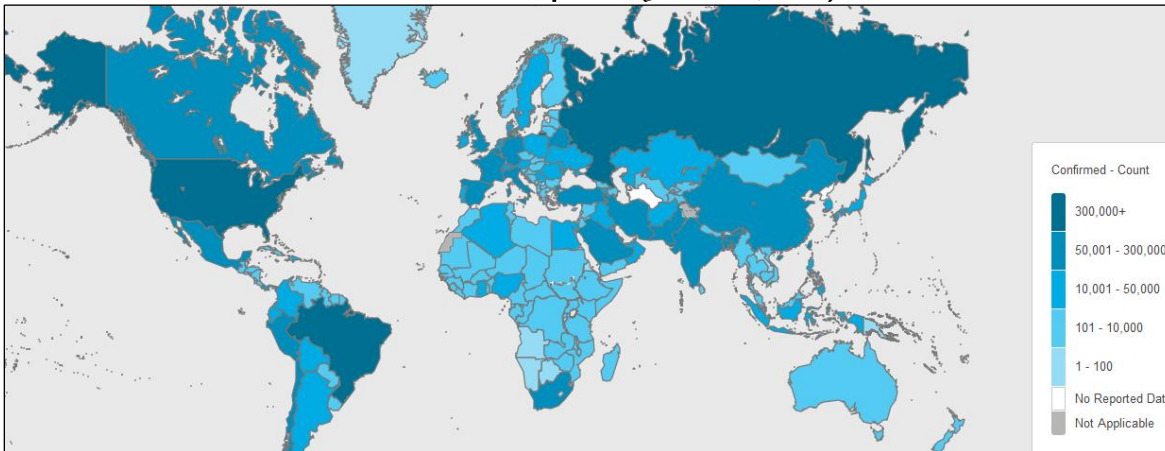 Confirmed - Count
300,000+
50,001 - 300,000
10,001 - 50,000
101 - 10,000
1 - 100
No Reported Dat
Not Applicable